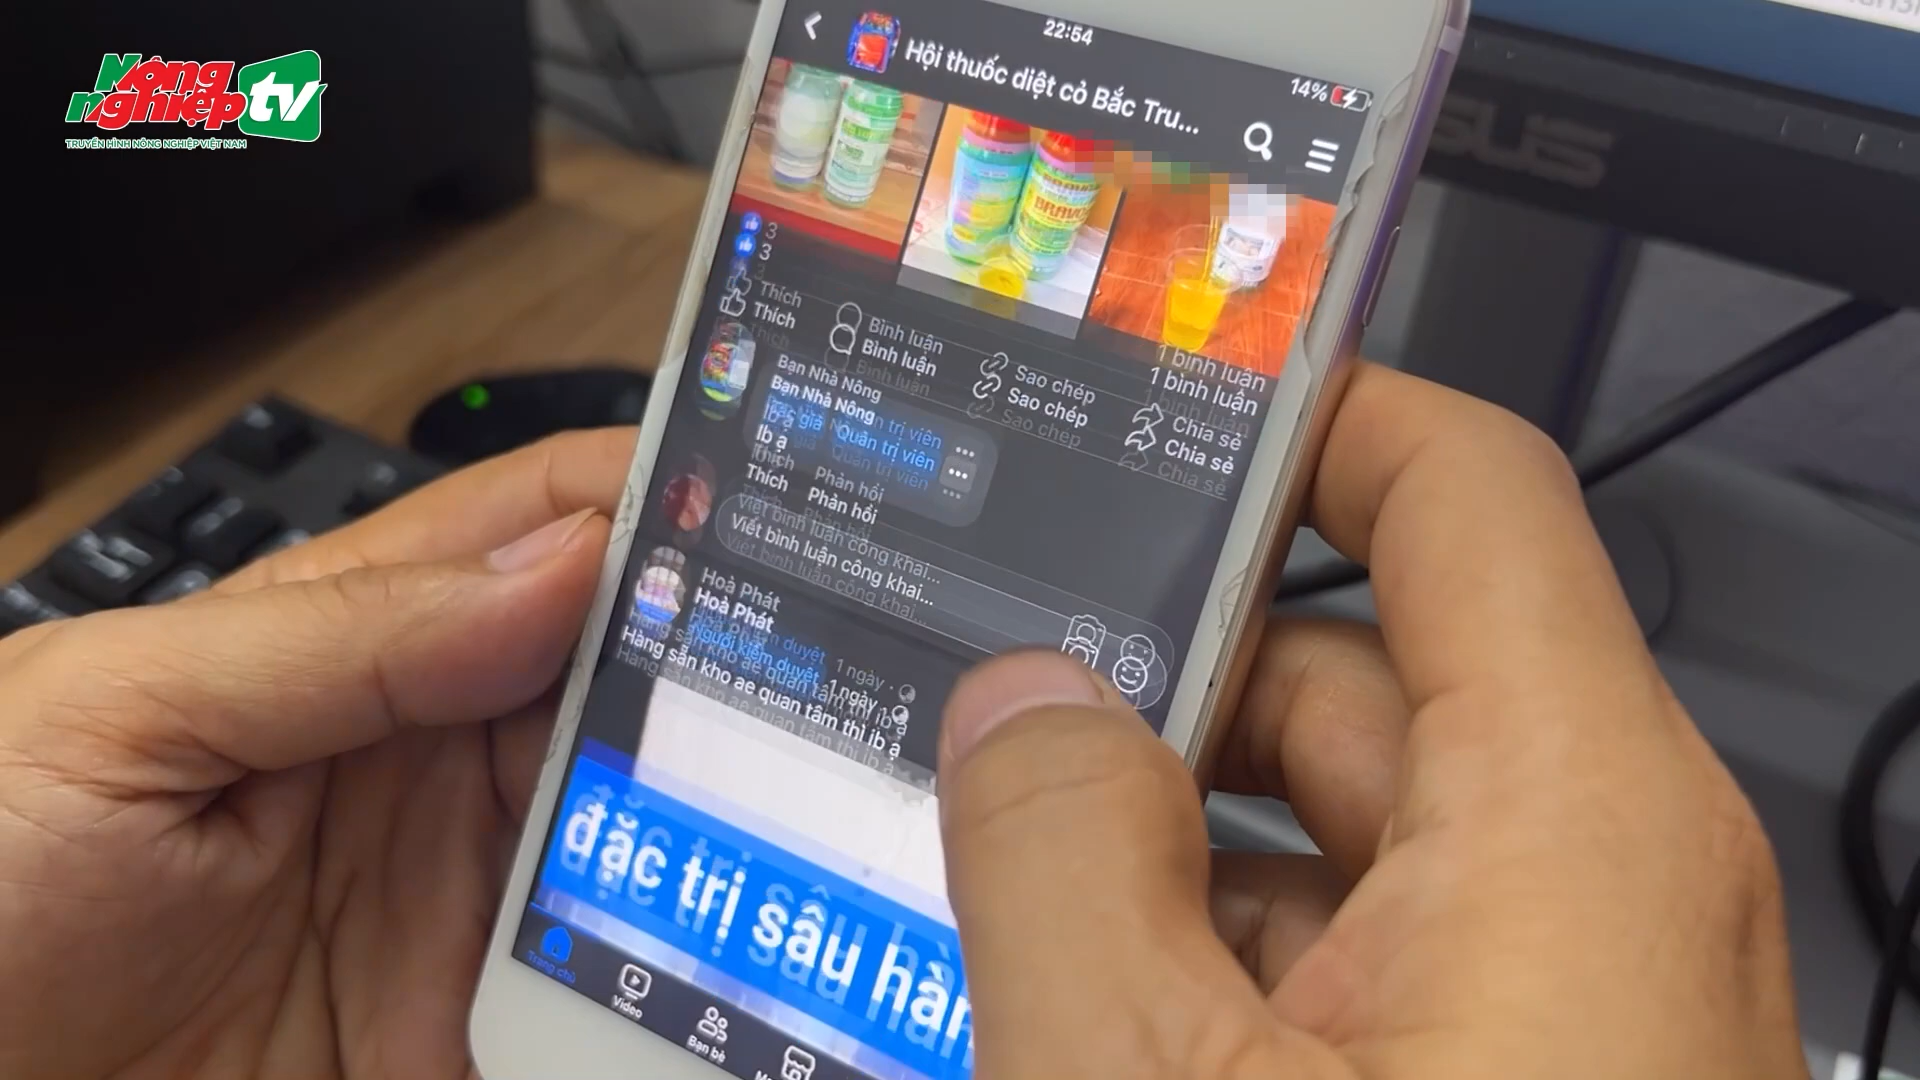 Nông
nghiệp tv
TRUYỀN HÌNH NÔNG NGHIỆP VIỆT NAM
22:54
14%
Hội thuốc diệt cỏ Bắc Tru...
BRAVO
3
Thích
Bình luận
Sao chép
1 bình luận
Chia sẻ
Bạn Nhà Nông
Quản trị viên
Ib ạ
Thích Phản hồi
Viết bình luận công khai...
Hoà Phát
Người kiểm duyệt 1 ngày
Hàng sẵn kho ae quan tâm thì ib ạ
đặc trị sâu hàn
Trang chủ
Video
Bạn bè
ASUS